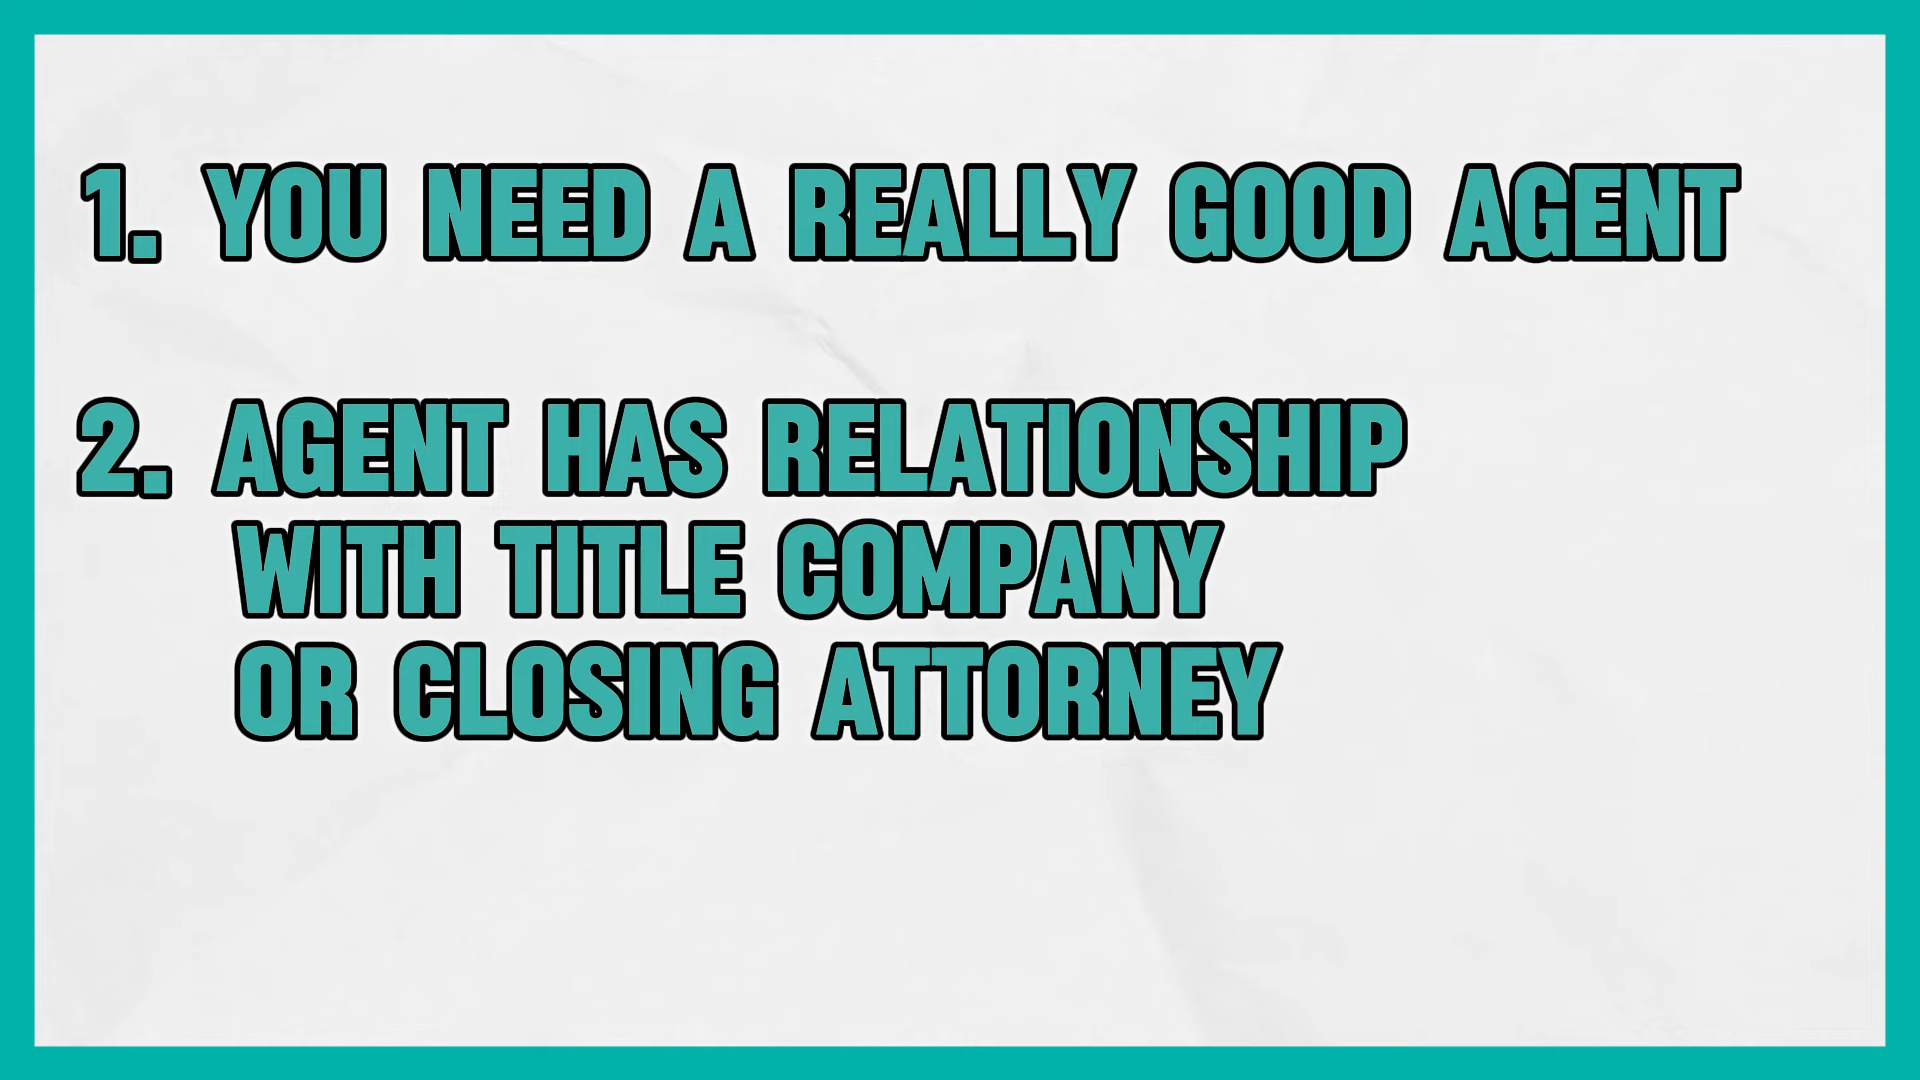 1. YOU NEED A REALLY GOOD AGENT
2. AGENT HAS RELATIONSHIP
WITH TITLE COMPANY
OR CLOSING ATTORNEY